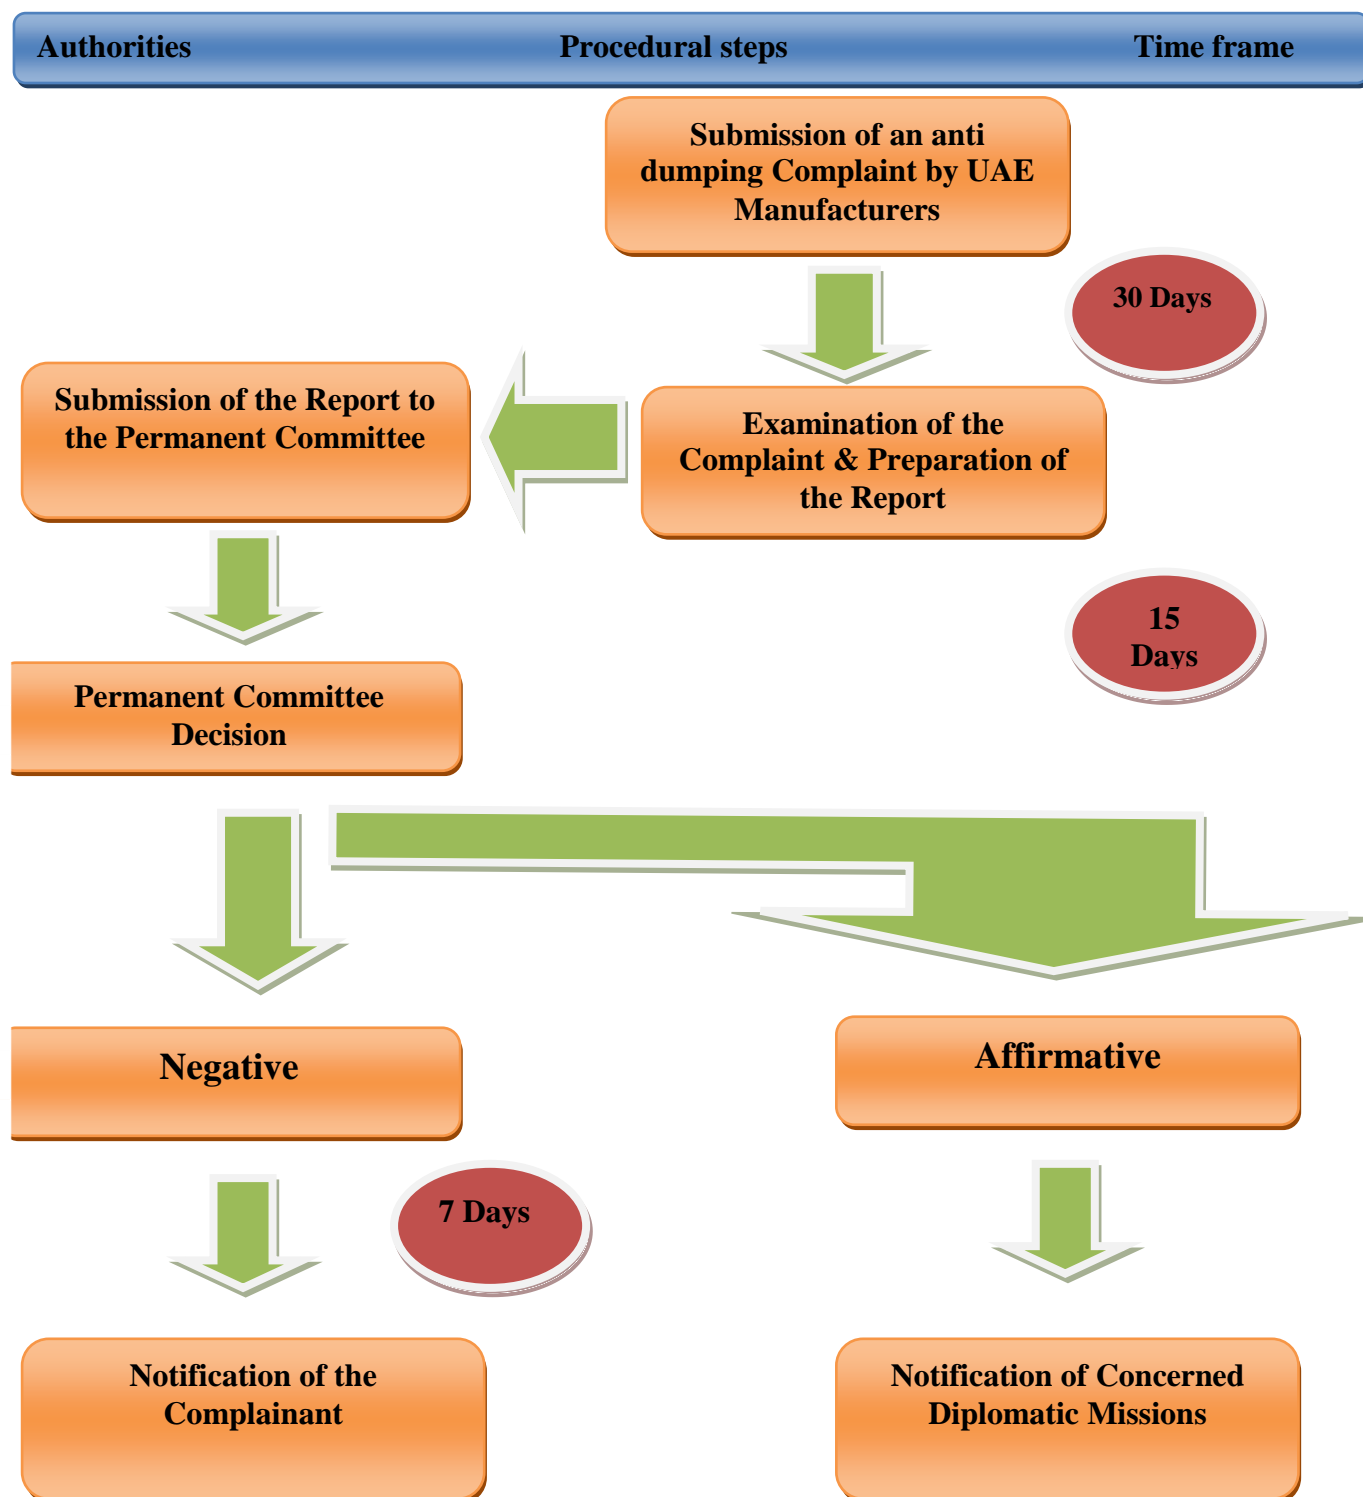 Authorities Procedural steps Time frame
Submission of an anti
dumping Complaint by UAE
Manufacturers
30 Days
Submission of the Report to
the Permanent Committee
Examination of the
Complaint & Preparation of
the Report
15
Days
Permanent Committee
Decision
Negative
Affirmative
7 Days
Notification of the
Complainant
Notification of Concerned
Diplomatic Missions